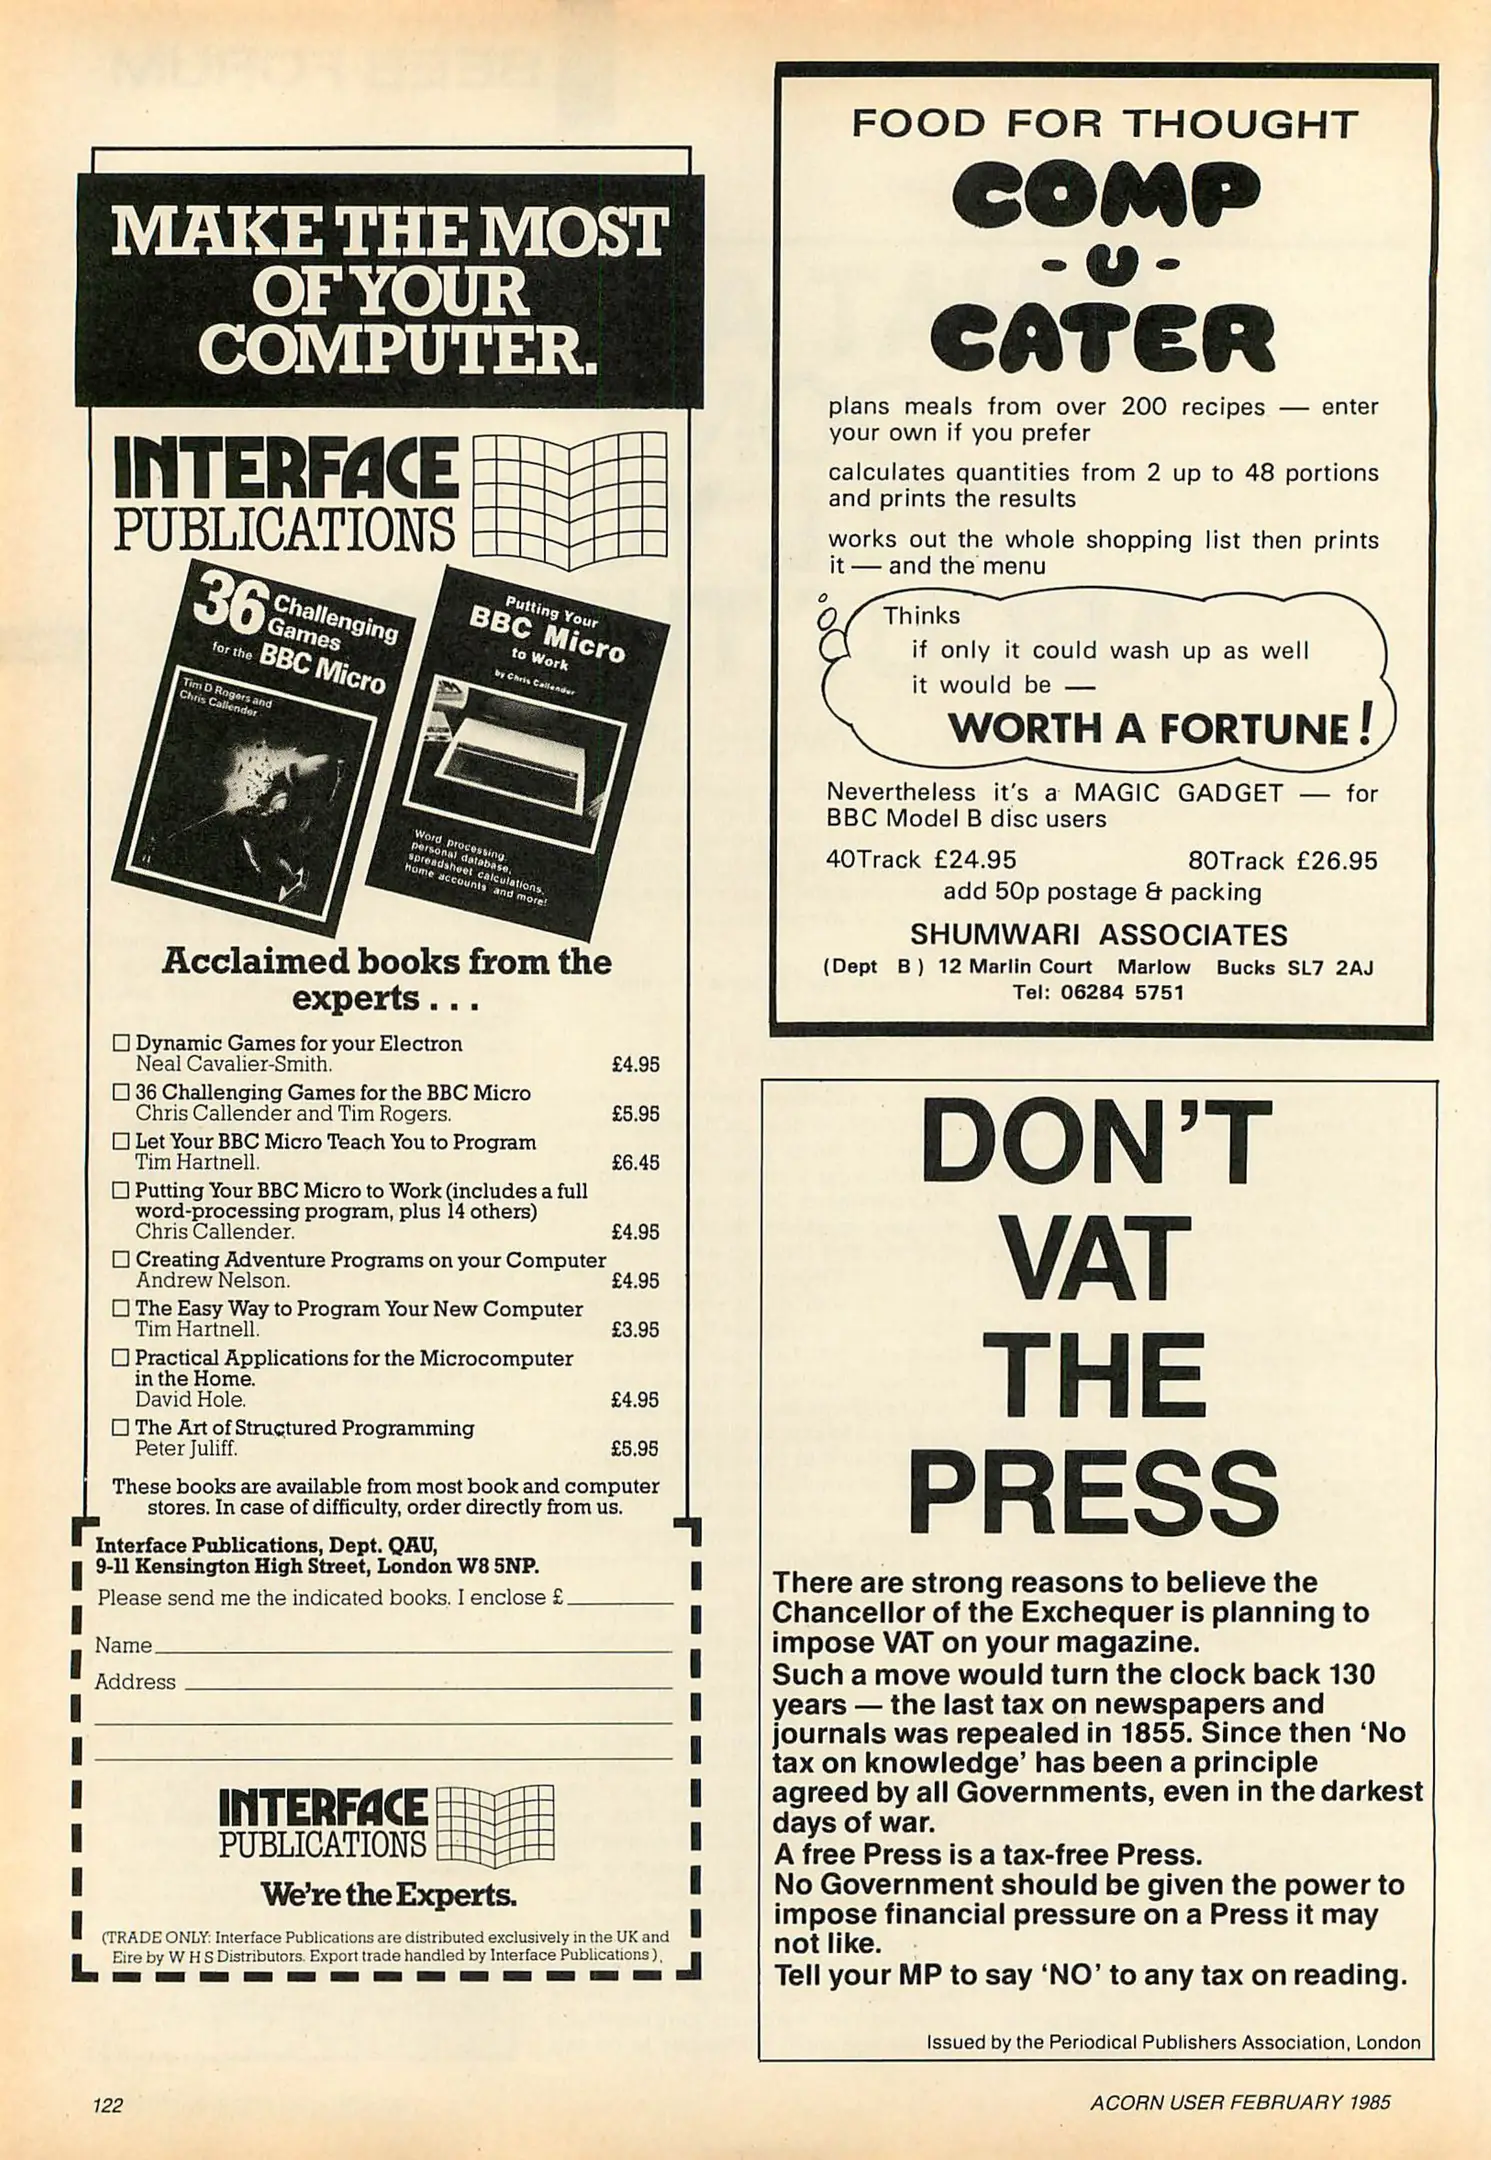 MAKE THE MOST
OF YOUR
COMPUTER.
INTERFACE
PUBLICATIONS
36 Challenging
Games
for the BBC Micro
Tim D Rogers and
Chris Callender
Putting Your
BBC Micro
to Work
by Chris Callender
Word processing,
personal database,
spreadsheet calculations,
home accounts and more!
Acclaimed books from the
experts . . .
☐ Dynamic Games for your Electron
Neal Cavalier-Smith. £4.95
☐ 36 Challenging Games for the BBC Micro
Chris Callender and Tim Rogers. £5.95
☐ Let Your BBC Micro Teach You to Program
Tim Hartnell. £6.45
☐ Putting Your BBC Micro to Work (includes a full
word-processing program, plus 14 others)
Chris Callender. £4.95
☐ Creating Adventure Programs on your Computer
Andrew Nelson. £4.95
☐ The Easy Way to Program Your New Computer
Tim Hartnell. £3.95
☐ Practical Applications for the Microcomputer
in the Home.
David Hole. £4.95
☐ The Art of Structured Programming
Peter Juliff. £5.95
These books are available from most book and computer
stores. In case of difficulty, order directly from us.
Interface Publications, Dept. QAU,
9-11 Kensington High Street, London W8 5NP.
Please send me the indicated books. I enclose £
Name
Address
INTERFACE
PUBLICATIONS
We're the Experts.
(TRADE ONLY: Interface Publications are distributed exclusively in the UK and
Eire by W H S Distributors. Export trade handled by Interface Publications).
FOOD FOR THOUGHT
COMP
- U -
CATER
plans meals from over 200 recipes — enter
your own if you prefer
calculates quantities from 2 up to 48 portions
and prints the results
works out the whole shopping list then prints
it — and the menu
Thinks
if only it could wash up as well
it would be —
WORTH A FORTUNE!
Nevertheless it's a MAGIC GADGET — for
BBC Model B disc users
40Track £24.95 80Track £26.95
add 50p postage & packing
SHUMWARI ASSOCIATES
(Dept B) 12 Marlin Court Marlow Bucks SL7 2AJ
Tel: 06284 5751
DON'T
VAT
THE
PRESS
There are strong reasons to believe the
Chancellor of the Exchequer is planning to
impose VAT on your magazine.
Such a move would turn the clock back 130
years — the last tax on newspapers and
journals was repealed in 1855. Since then 'No
tax on knowledge' has been a principle
agreed by all Governments, even in the darkest
days of war.
A free Press is a tax-free Press.
No Government should be given the power to
impose financial pressure on a Press it may
not like.
Tell your MP to say 'NO' to any tax on reading.
Issued by the Periodical Publishers Association, London
122
ACORN USER FEBRUARY 1985